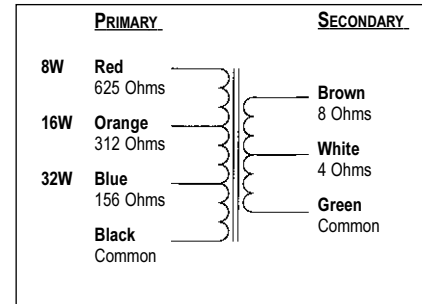 PRIMARY
SECONDARY
8W Red
625 Ohms
16W Orange
312 Ohms
32W Blue
156 Ohms
Black
Common
Brown
8 Ohms
White
4 Ohms
Green
Common